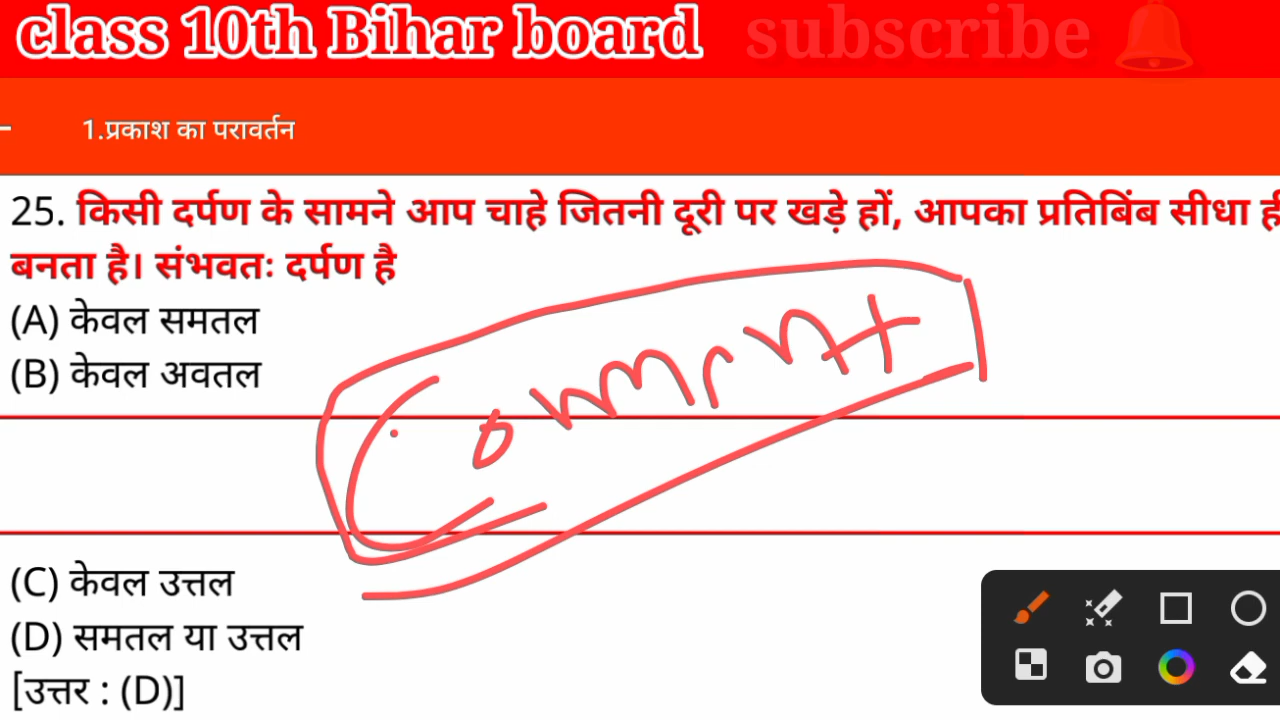 class 10th Bihar board subscribe
1.प्रकाश का परावर्तन
25. किसी दर्पण के सामने आप चाहे जितनी दूरी पर खड़े हों, आपका प्रतिबिंब सीधा ही
बनता है। संभवतः दर्पण है
(A) केवल समतल
(B) केवल अवतल
Comment
(C) केवल उत्तल
(D) समतल या उत्तल
[उत्तर : (D)]